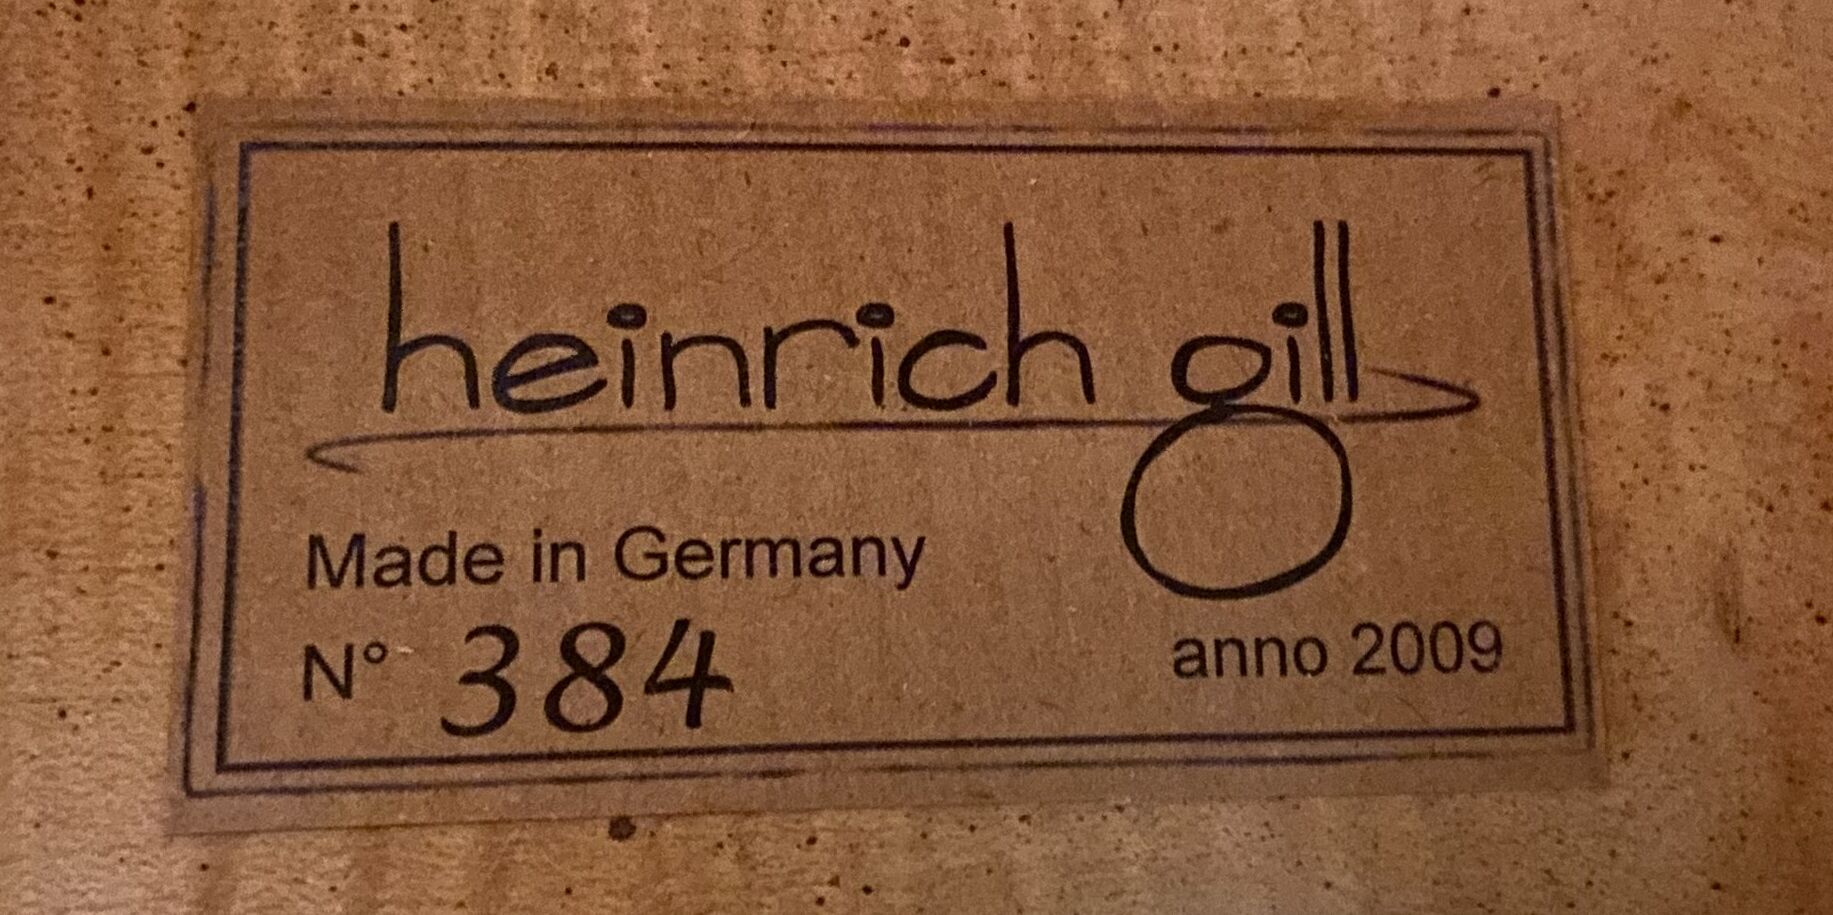 heinrich gill
Made in Germany
N° 384
anno 2009